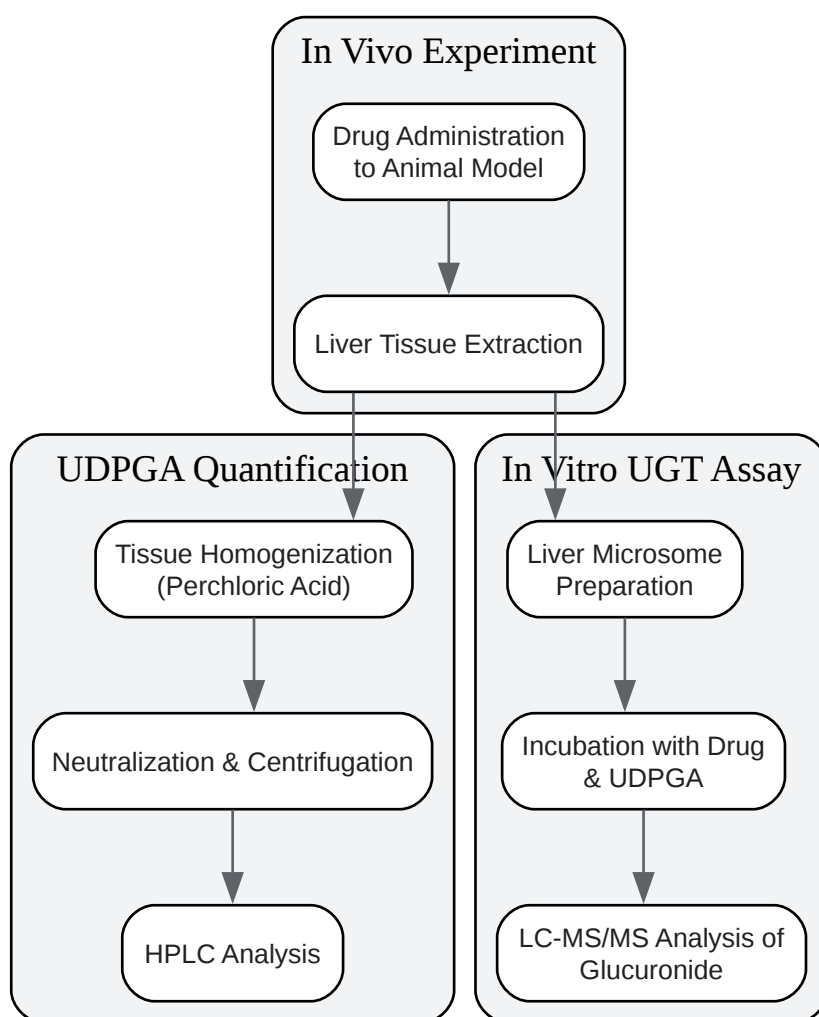 In Vivo Experiment
Drug Administration
to Animal Model
Liver Tissue Extraction
UDPGA Quantification
Tissue Homogenization
(Perchloric Acid)
Neutralization & Centrifugation
HPLC Analysis
In Vitro UGT Assay
Liver Microsome
Preparation
Incubation with Drug
& UDPGA
LC-MS/MS Analysis of
Glucuronide